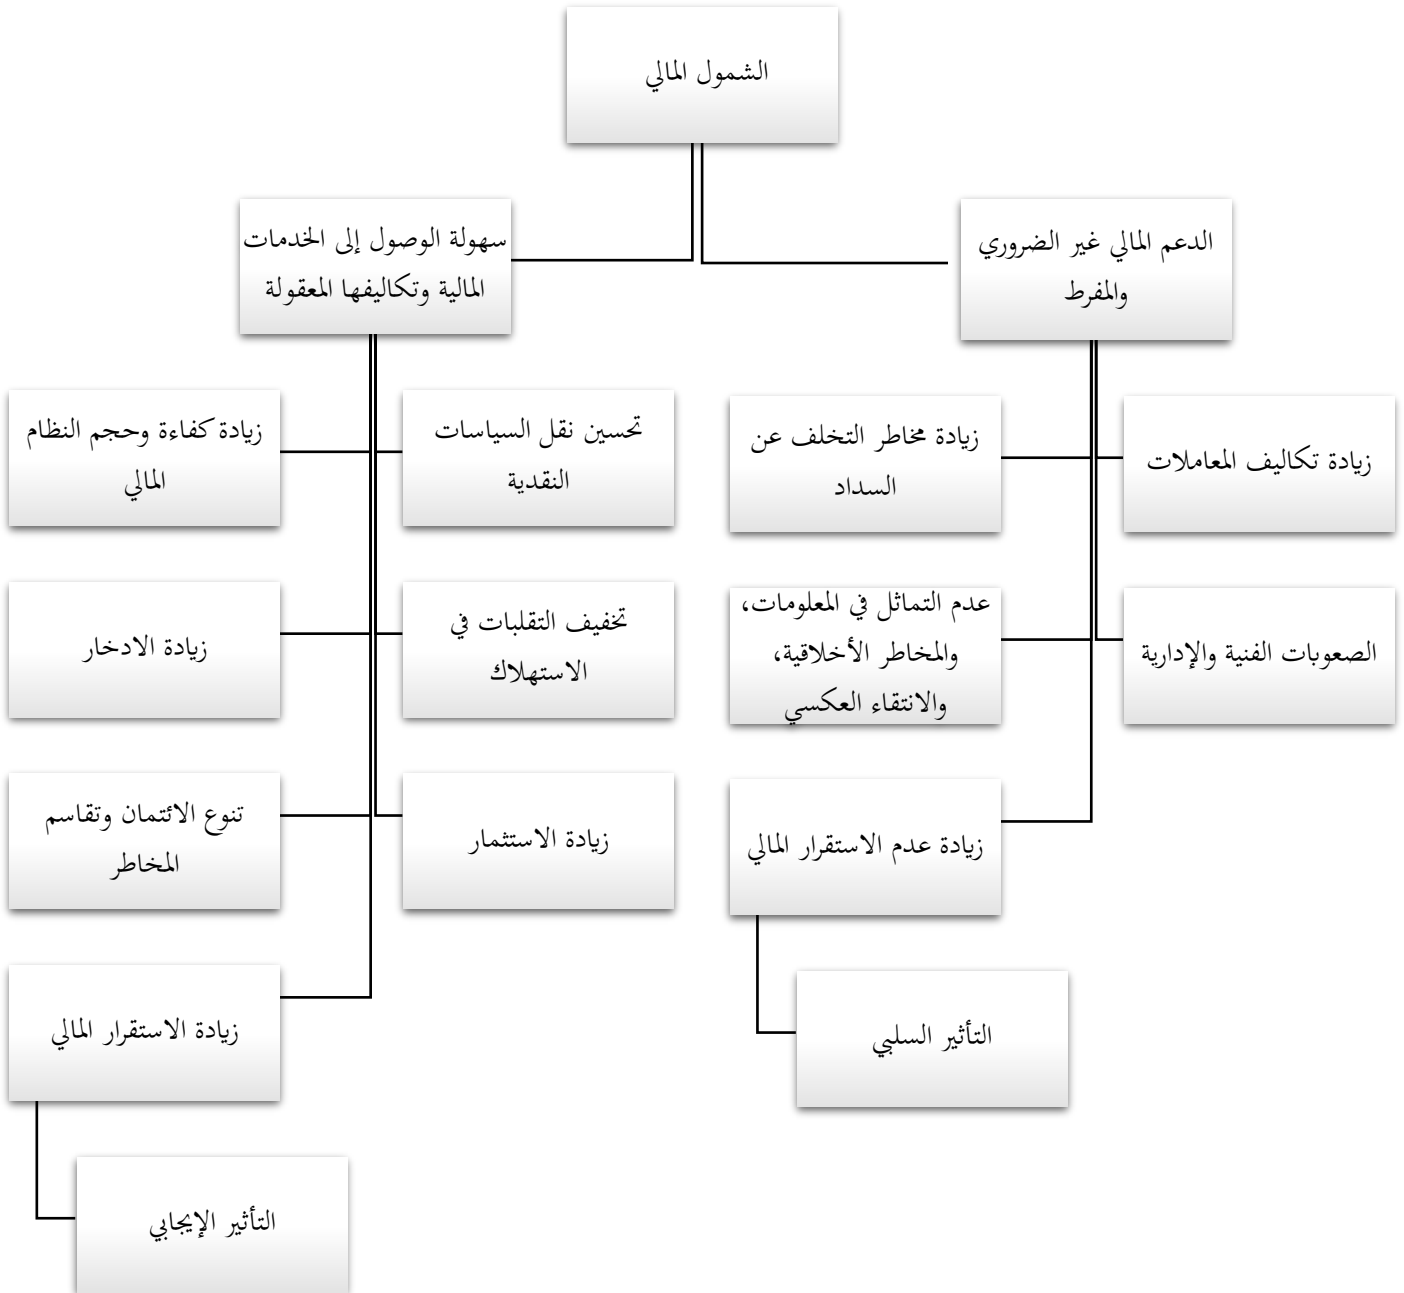 الشمول المالي
الدعم المالي غير الضروري
والمفرط
سهولة الوصول إلى الخدمات
المالية وتكاليفها المعقولة
زيادة تكاليف المعاملات
زيادة مخاطر التخلف عن
السداد
تحسين نقل السياسات
النقدية
زيادة كفاءة وحجم النظام
المالي
الصعوبات الفنية والإدارية
عدم التماثل في المعلومات،
والمخاطر الأخلاقية،
والانتقاء العكسي
تخفيف التقلبات في
الاستهلاك
زيادة الادخار
زيادة عدم الاستقرار المالي
زيادة الاستثمار
تنوع الائتمان وتقاسم
المخاطر
التأثير السلبي
زيادة الاستقرار المالي
التأثير الإيجابي